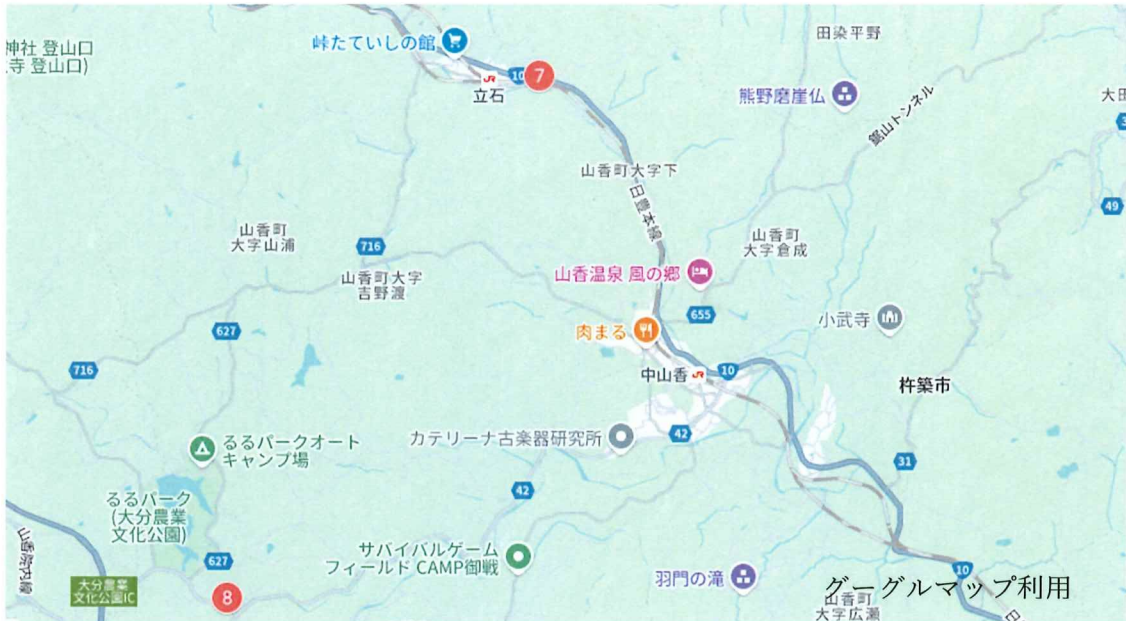 神社 登山口
寺 登山口)
峠たていしの館
立石
10
7
田染平野
熊野磨崖仏
鋸山トンネル
大田
49
山香町大字下
日豊本線
山香町
大字山浦
716
山香町大字
吉野渡
山香町
大字倉成
山香温泉 風の郷
655
肉まる
小武寺
627
716
中山香
10
杵築市
るるパークオート
キャンプ場
カテリーナ古楽器研究所
42
31
42
るるパーク
(大分農業
文化公園)
サバイバルゲーム
フィールド CAMP御戦
627
羽門の滝
10
グーグルマップ利用
山香町
大字広瀬
山香院内線
大分農業
文化公園IC
8